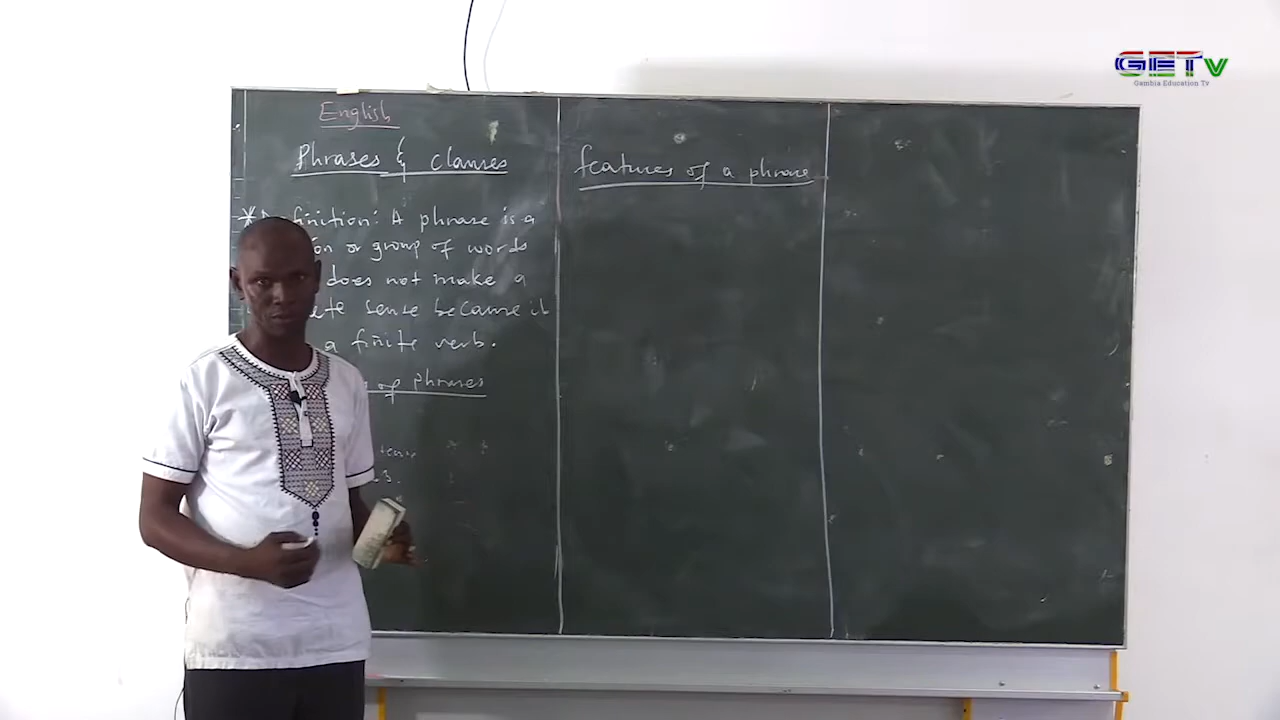 English
Phrases & clauses
* Definition: A phrase is a
or group of words
does not make a
sense because it
a finite verb.
of phrases
features of a phrase
GETv
Gambia Education Tv